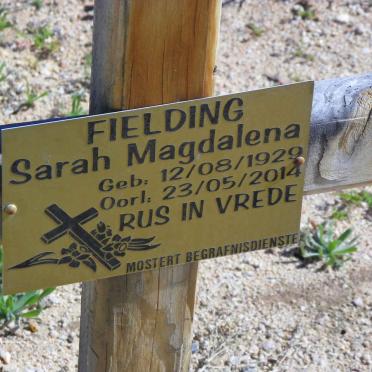 FIELDING
Sarah Magdalena
Geb: 12/08/1929
Oorl: 23/05/2014
RUS IN VREDE
MOSTERT BEGRAFNISDIENSTE